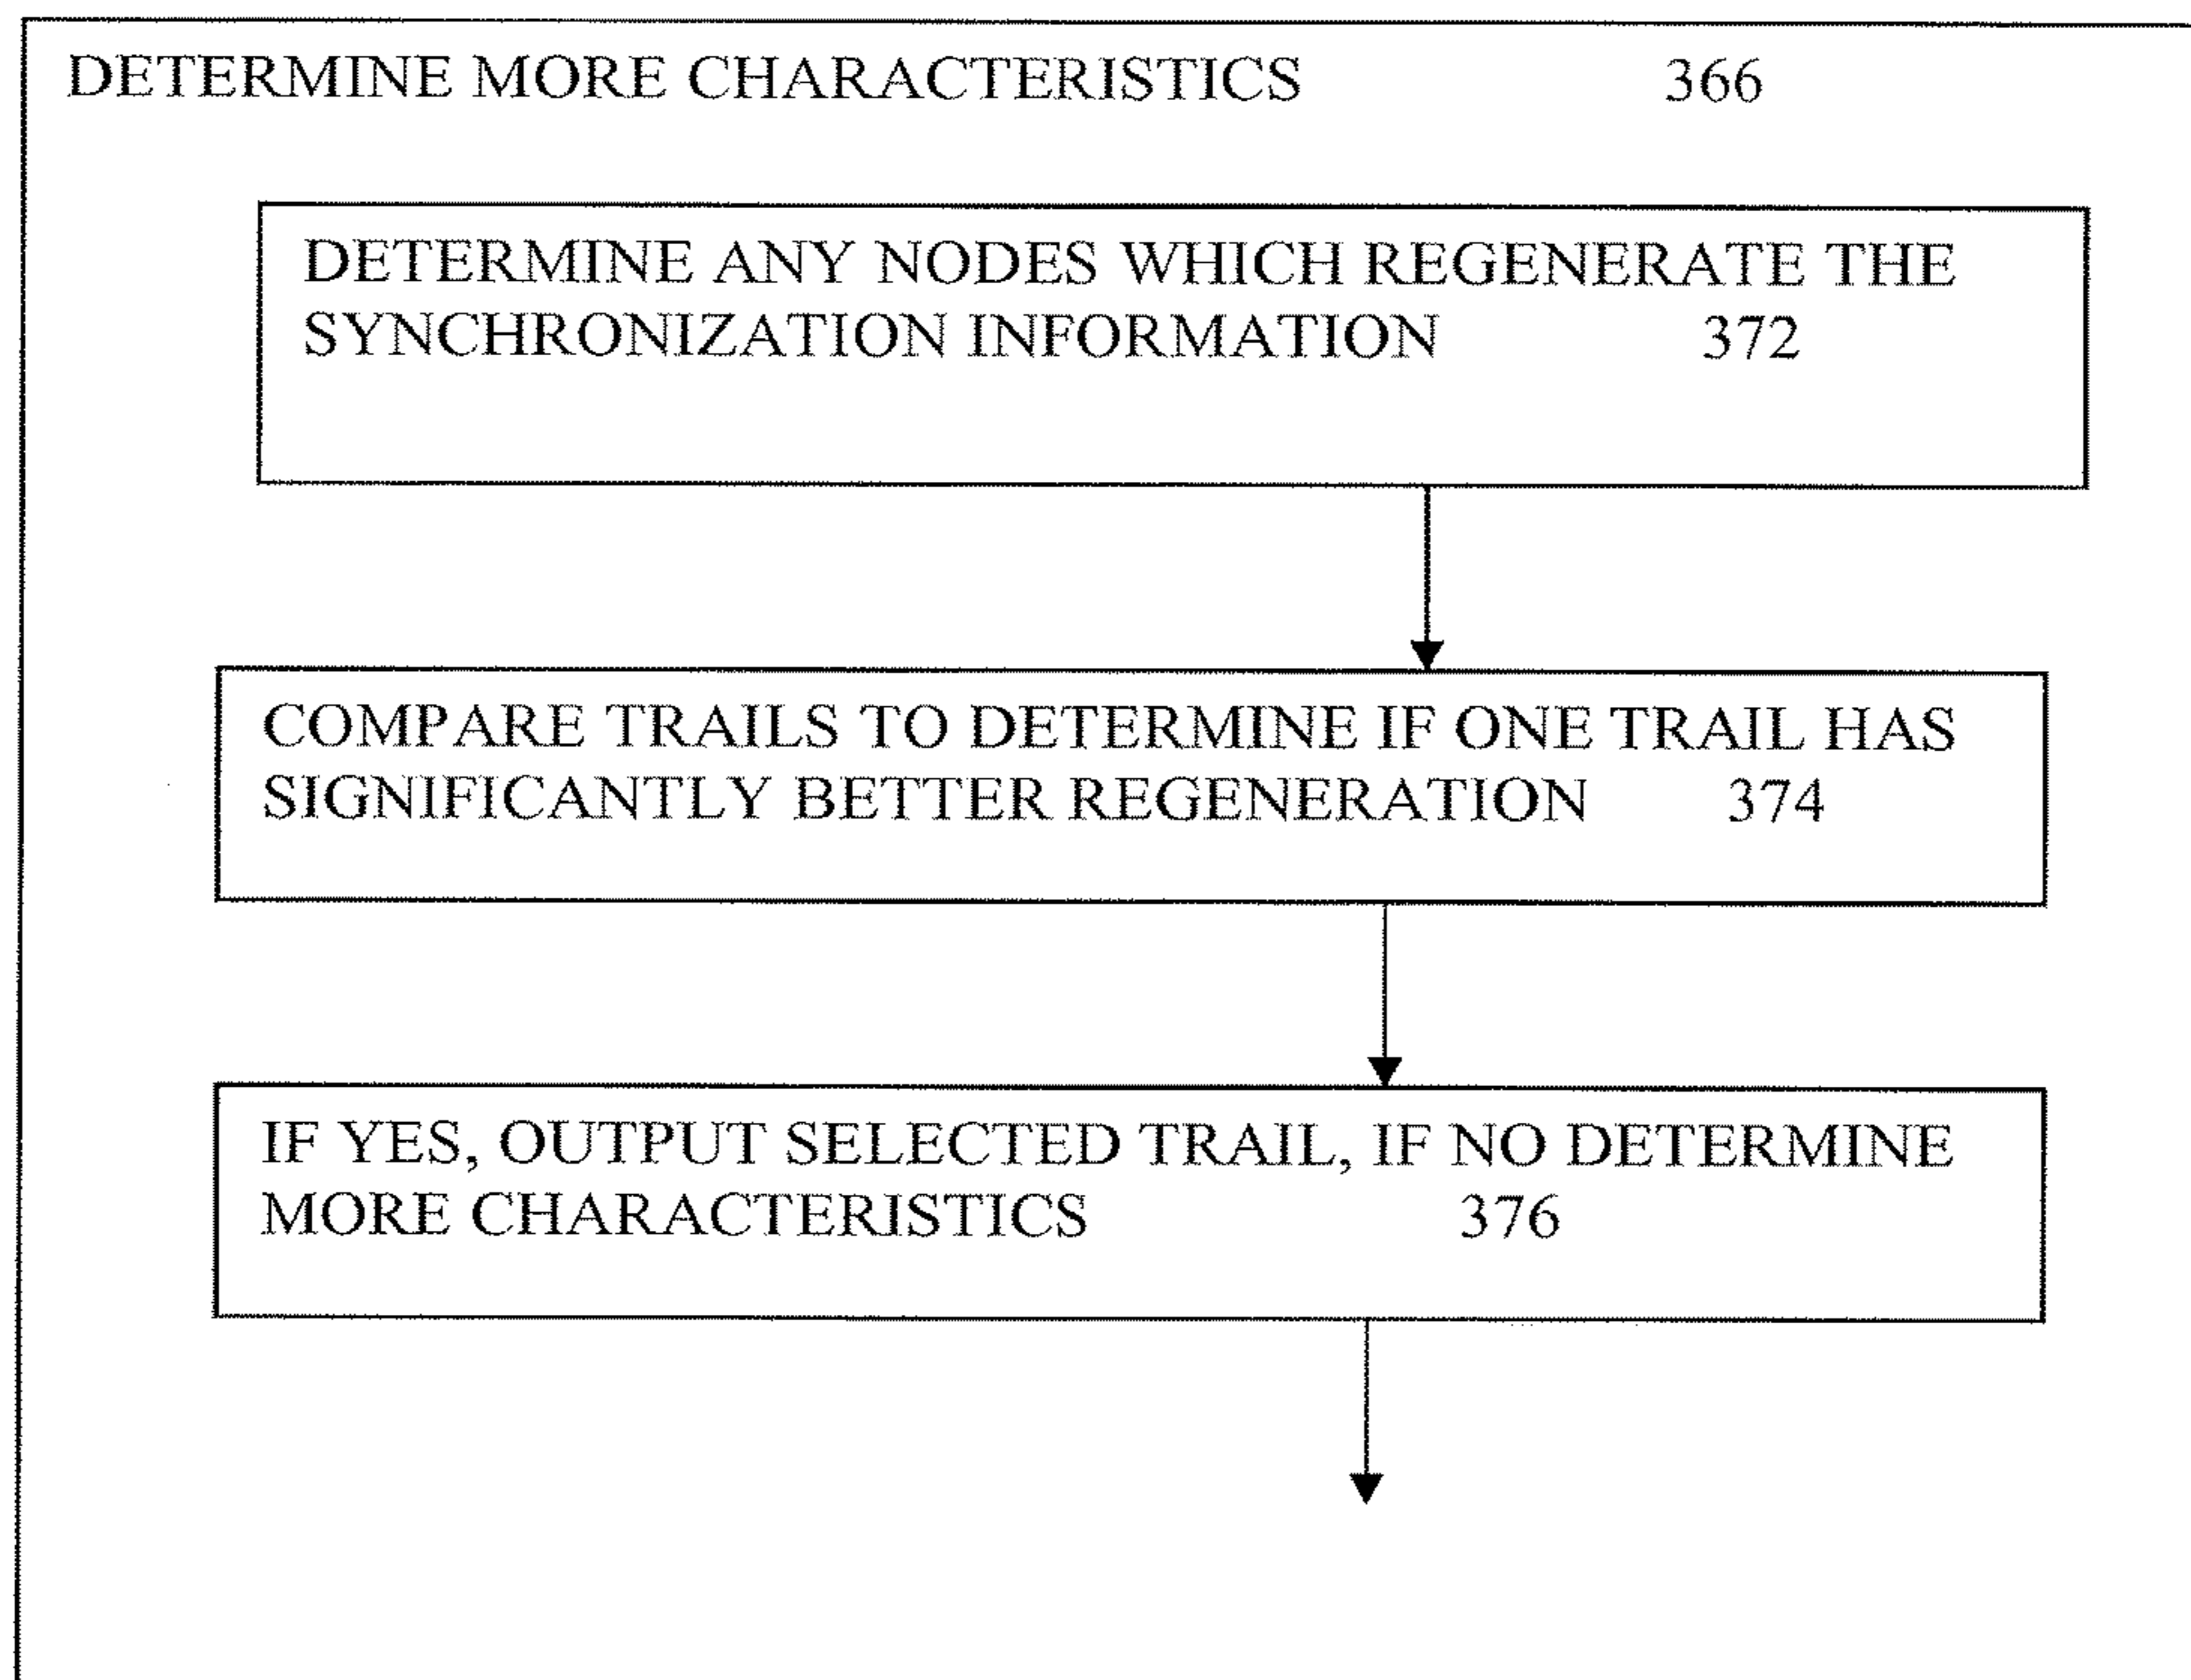 DETERMINE MORE CHARACTERISTICS 366
DETERMINE ANY NODES WHICH REGENERATE THE
SYNCHRONIZATION INFORMATION 372
COMPARE TRAILS TO DETERMINE IF ONE TRAIL HAS
SIGNIFICANTLY BETTER REGENERATION 374
IF YES, OUTPUT SELECTED TRAIL, IF NO DETERMINE
MORE CHARACTERISTICS 376